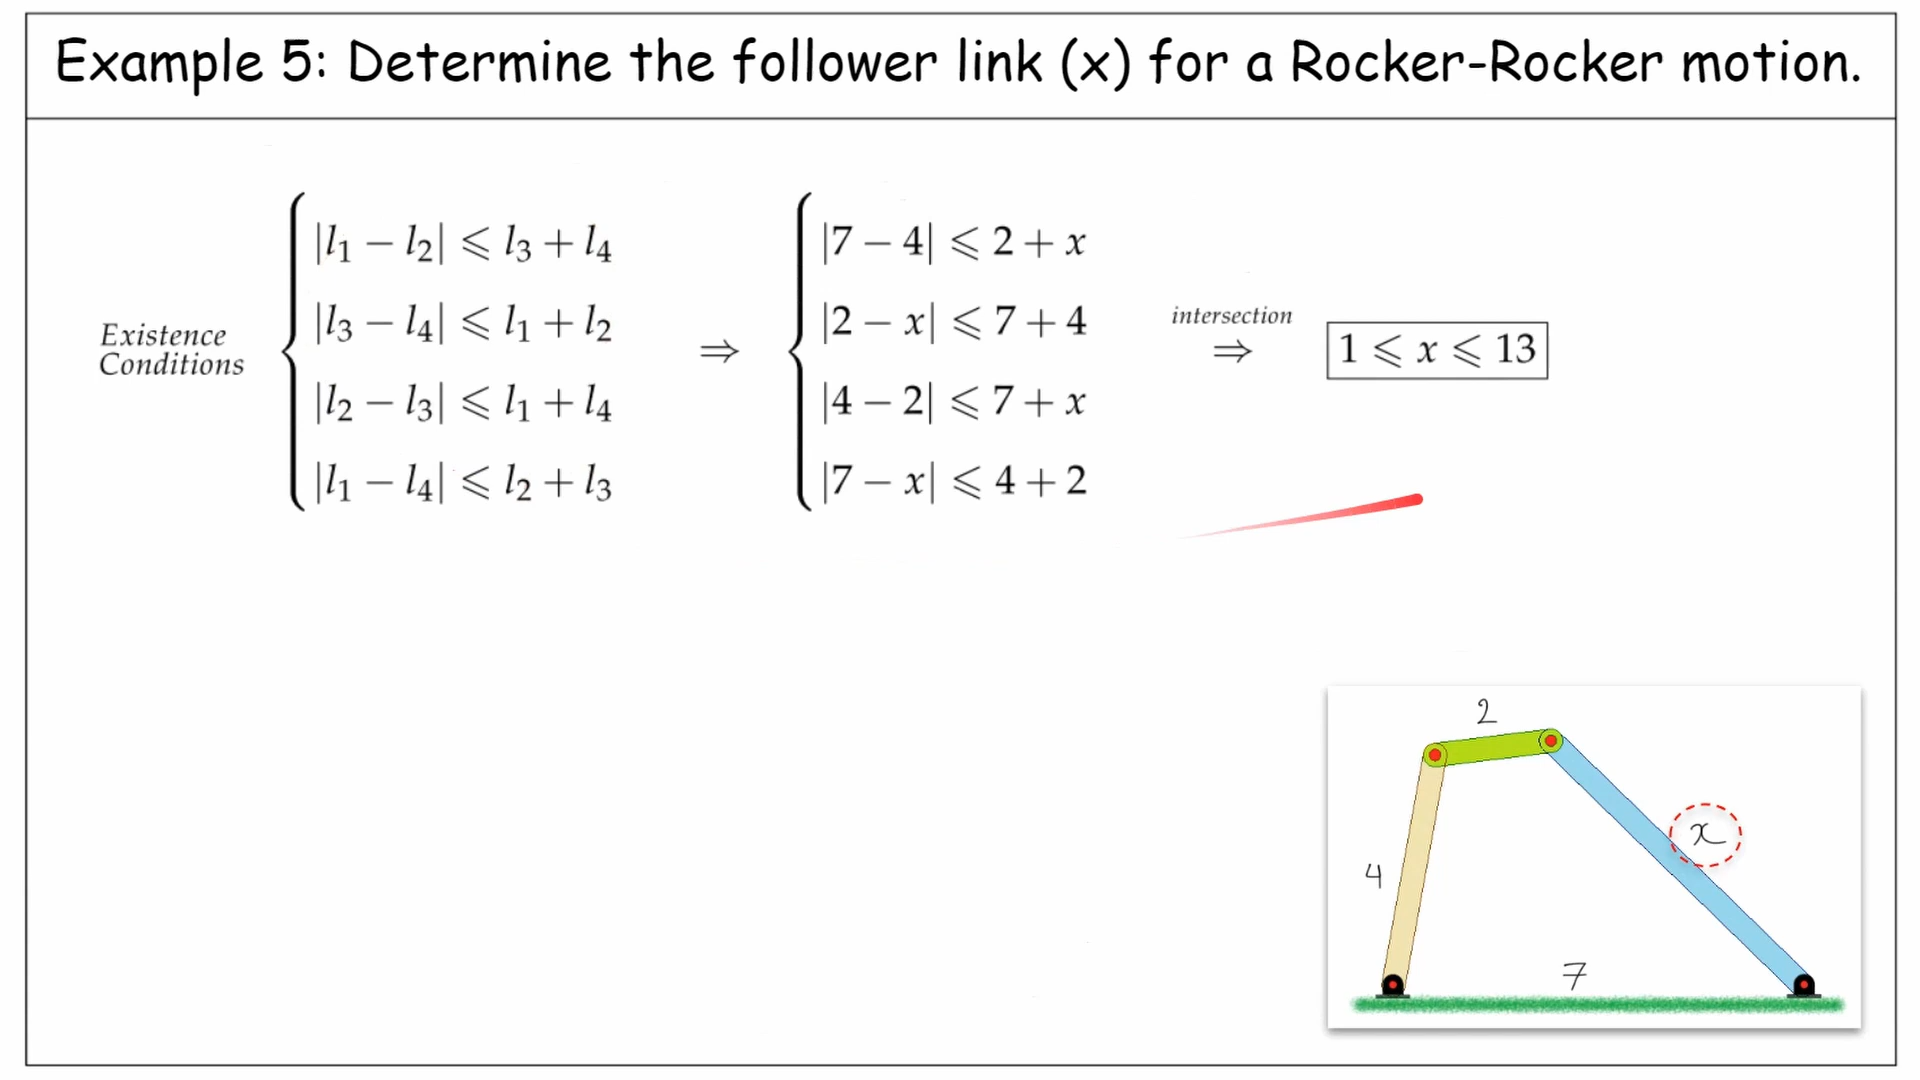 Example 5: Determine the follower link (x) for a Rocker-Rocker motion.
Existence
Conditions
|l₁ − l₂| ⩽ l₃ + l₄
|l₃ − l₄| ⩽ l₁ + l₂
|l₂ − l₃| ⩽ l₁ + l₄
|l₁ − l₄| ⩽ l₂ + l₃
⇒
|7 − 4| ⩽ 2 + x
|2 − x| ⩽ 7 + 4
|4 − 2| ⩽ 7 + x
|7 − x| ⩽ 4 + 2
intersection
⇒
1 ⩽ x ⩽ 13
2
x
4
7